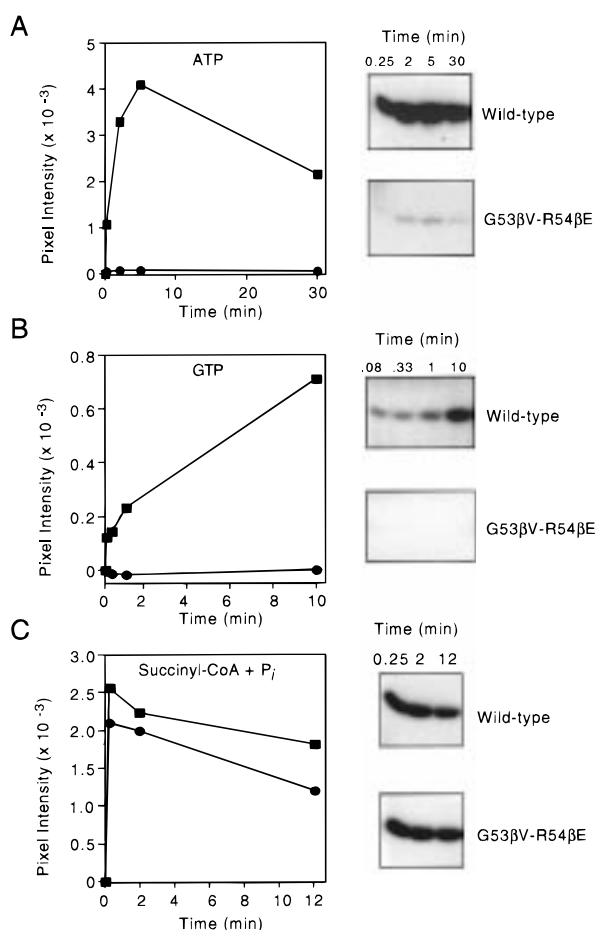 A
ATP
Pixel Intensity (x 10 -3)
5
4
3
2
1
0
0 10 20 30
Time (min)
Time (min)
0.25 2 5 30
Wild-type
G53βV-R54βE
B
GTP
Pixel Intensity (x 10 -3)
0.8
0.6
0.4
0.2
0
0 2 4 6 8 10
Time (min)
Time (min)
.08 .33 1 10
Wild-type
G53βV-R54βE
C
Succinyl-CoA + Pi
Pixel Intensity (x 10 -3)
3.0
2.5
2.0
1.5
1.0
0.5
0
0 2 4 6 8 10 12
Time (min)
Time (min)
0.25 2 12
Wild-type
G53βV-R54βE